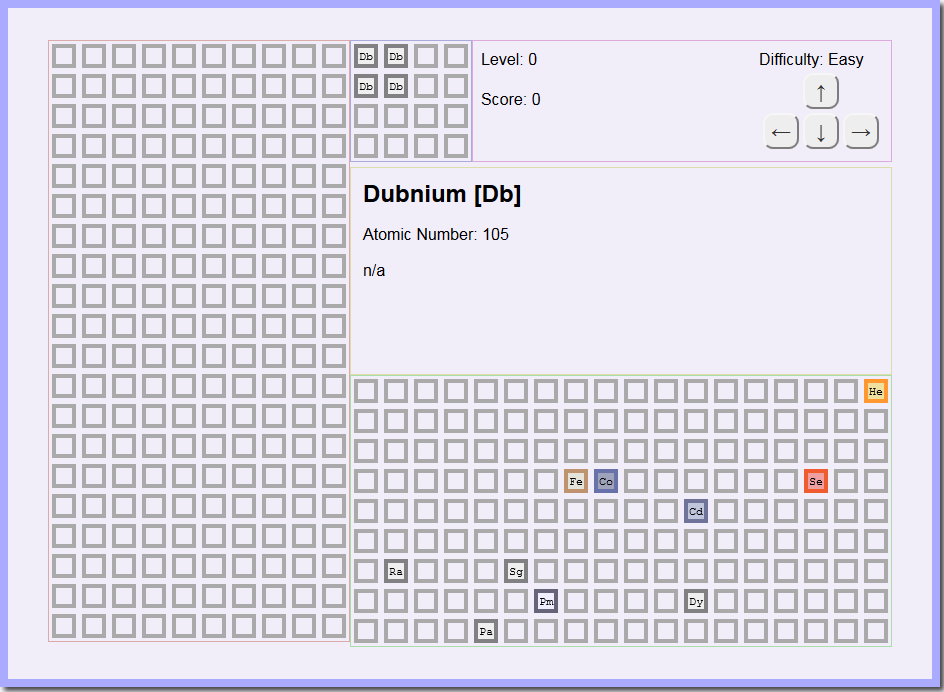 Db Db
Db Db
Level: 0
Difficulty: Easy
↑
Score: 0
← ↓ →
Dubnium [Db]
Atomic Number: 105
n/a
He
Fe Co Se
Cd
Ra Sg
Pm Dy
Pa